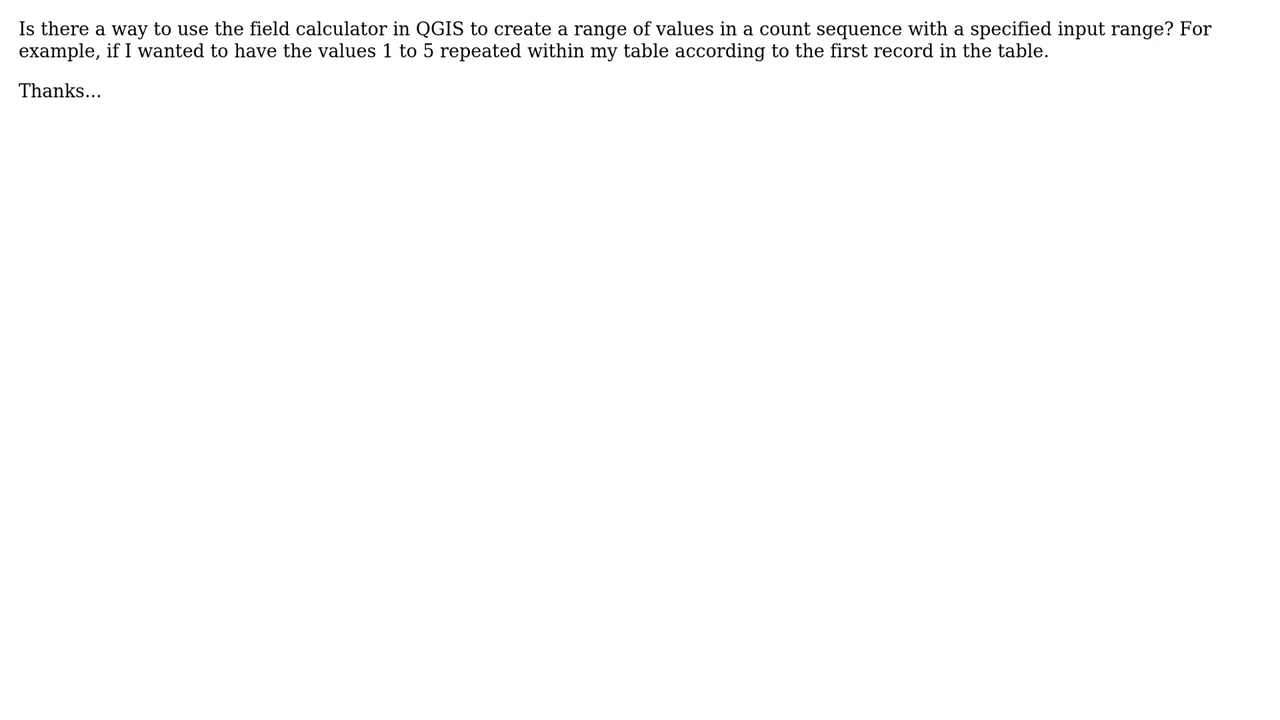 Is there a way to use the field calculator in QGIS to create a range of values in a count sequence with a specified input range? For
example, if I wanted to have the values 1 to 5 repeated within my table according to the first record in the table.
Thanks...